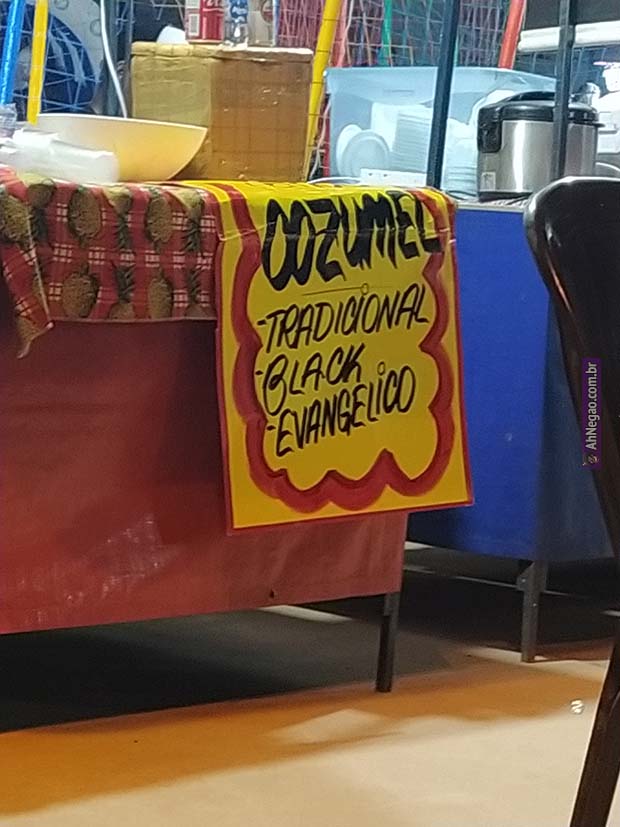 COZUMEL
-TRADICIONAL
-BLACK
-EVANGELICO
AhNegao.com.br